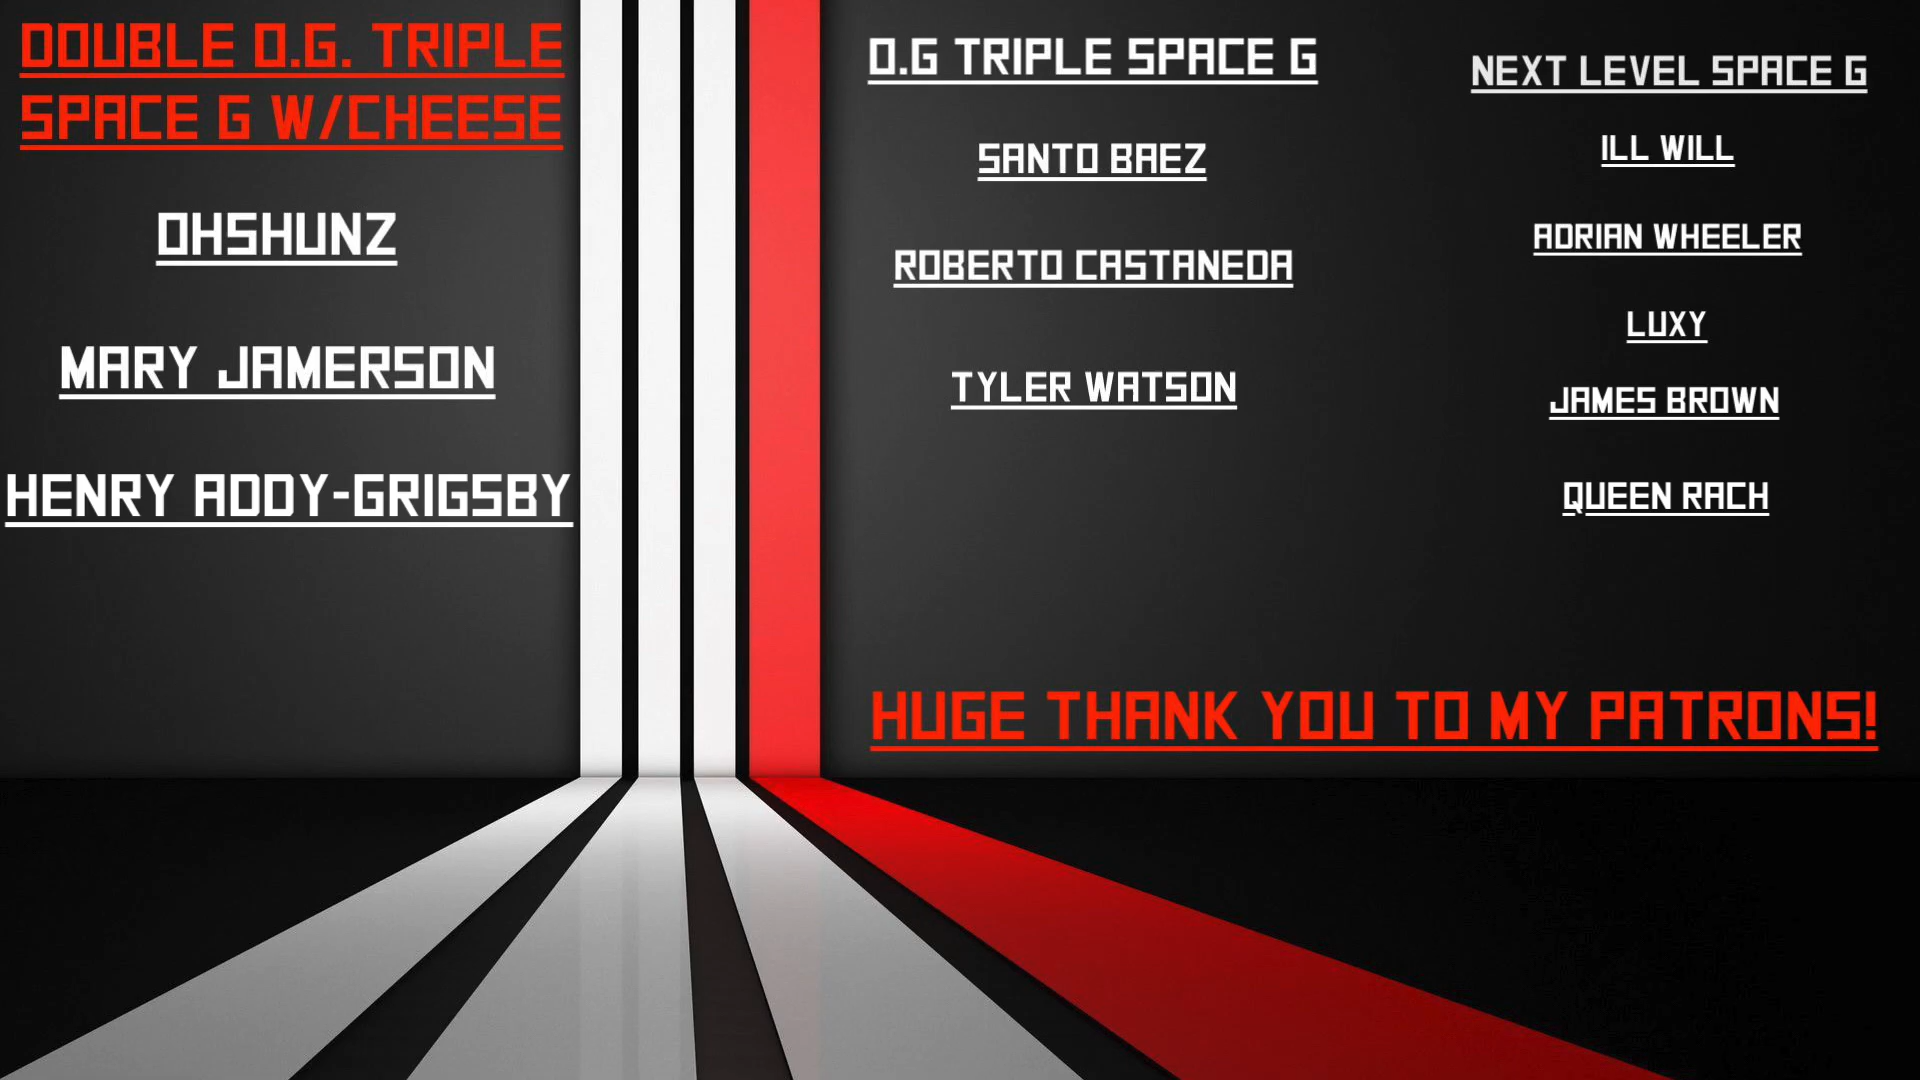 DOUBLE O.G. TRIPLE
SPACE G W/CHEESE
OHSHUNZ
MARY JAMERSON
HENRY ADDY-GRIGSBY
O.G TRIPLE SPACE G
SANTO BAEZ
ROBERTO CASTANEDA
TYLER WATSON
NEXT LEVEL SPACE G
ILL WILL
ADRIAN WHEELER
LUXY
JAMES BROWN
QUEEN RACH
HUGE THANK YOU TO MY PATRONS!